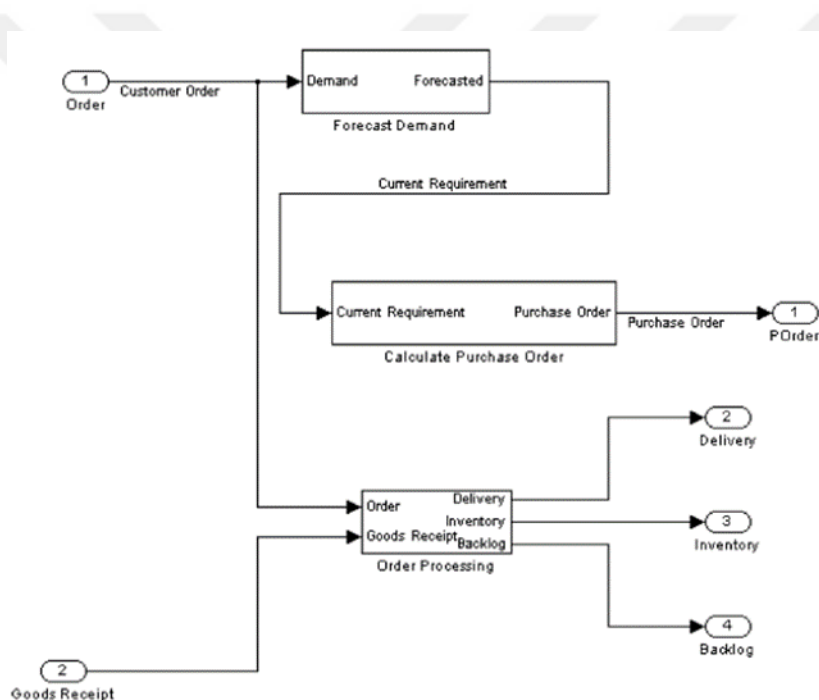 1
Order
Customer Order
Demand
Forecasted
Forecast Demand
Current Requirement
Current Requirement
Purchase Order
Calculate Purchase Order
Purchase Order
1
POrder
2
Delivery
Order
Delivery
Inventory
Goods Receipt
Backlog
Order Processing
3
Inventory
4
Backlog
2
Goods Receipt